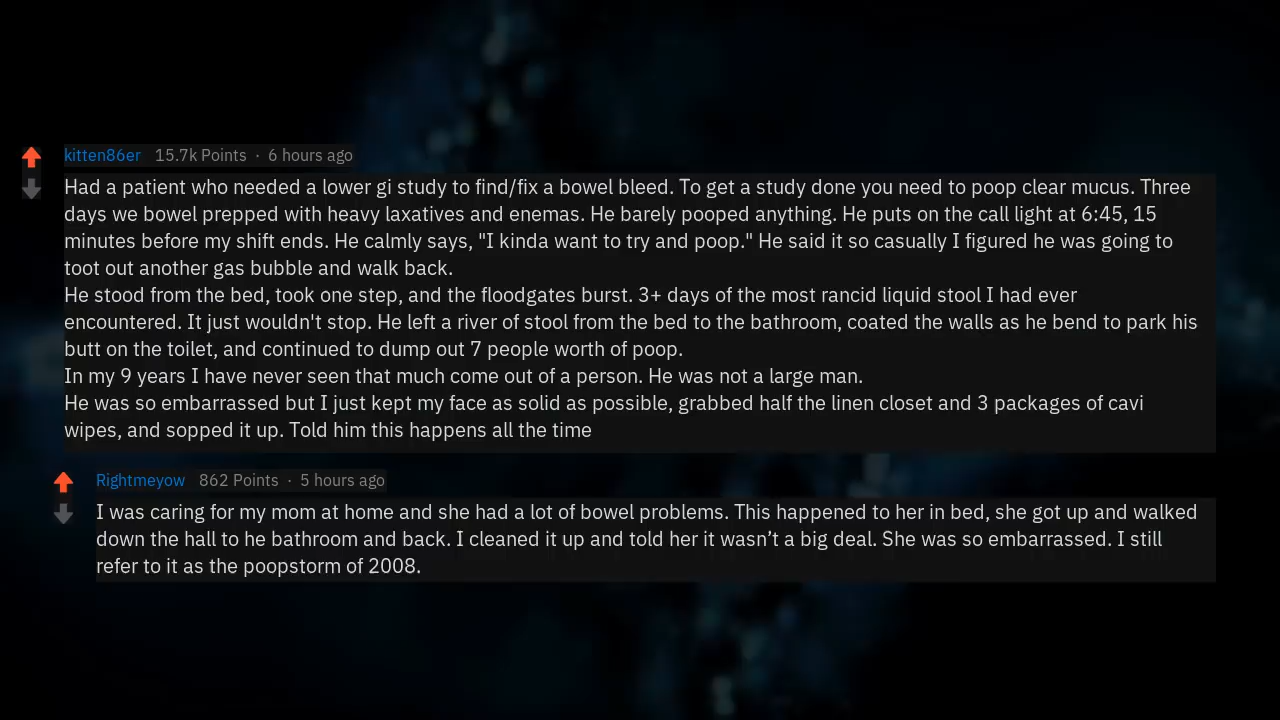 kitten86er 15.7k Points · 6 hours ago
Had a patient who needed a lower gi study to find/fix a bowel bleed. To get a study done you need to poop clear mucus. Three
days we bowel prepped with heavy laxatives and enemas. He barely pooped anything. He puts on the call light at 6:45, 15
minutes before my shift ends. He calmly says, "I kinda want to try and poop." He said it so casually I figured he was going to
toot out another gas bubble and walk back.
He stood from the bed, took one step, and the floodgates burst. 3+ days of the most rancid liquid stool I had ever
encountered. It just wouldn't stop. He left a river of stool from the bed to the bathroom, coated the walls as he bend to park his
butt on the toilet, and continued to dump out 7 people worth of poop.
In my 9 years I have never seen that much come out of a person. He was not a large man.
He was so embarrassed but I just kept my face as solid as possible, grabbed half the linen closet and 3 packages of cavi
wipes, and sopped it up. Told him this happens all the time
Rightmeyow 862 Points · 5 hours ago
I was caring for my mom at home and she had a lot of bowel problems. This happened to her in bed, she got up and walked
down the hall to he bathroom and back. I cleaned it up and told her it wasn’t a big deal. She was so embarrassed. I still
refer to it as the poopstorm of 2008.